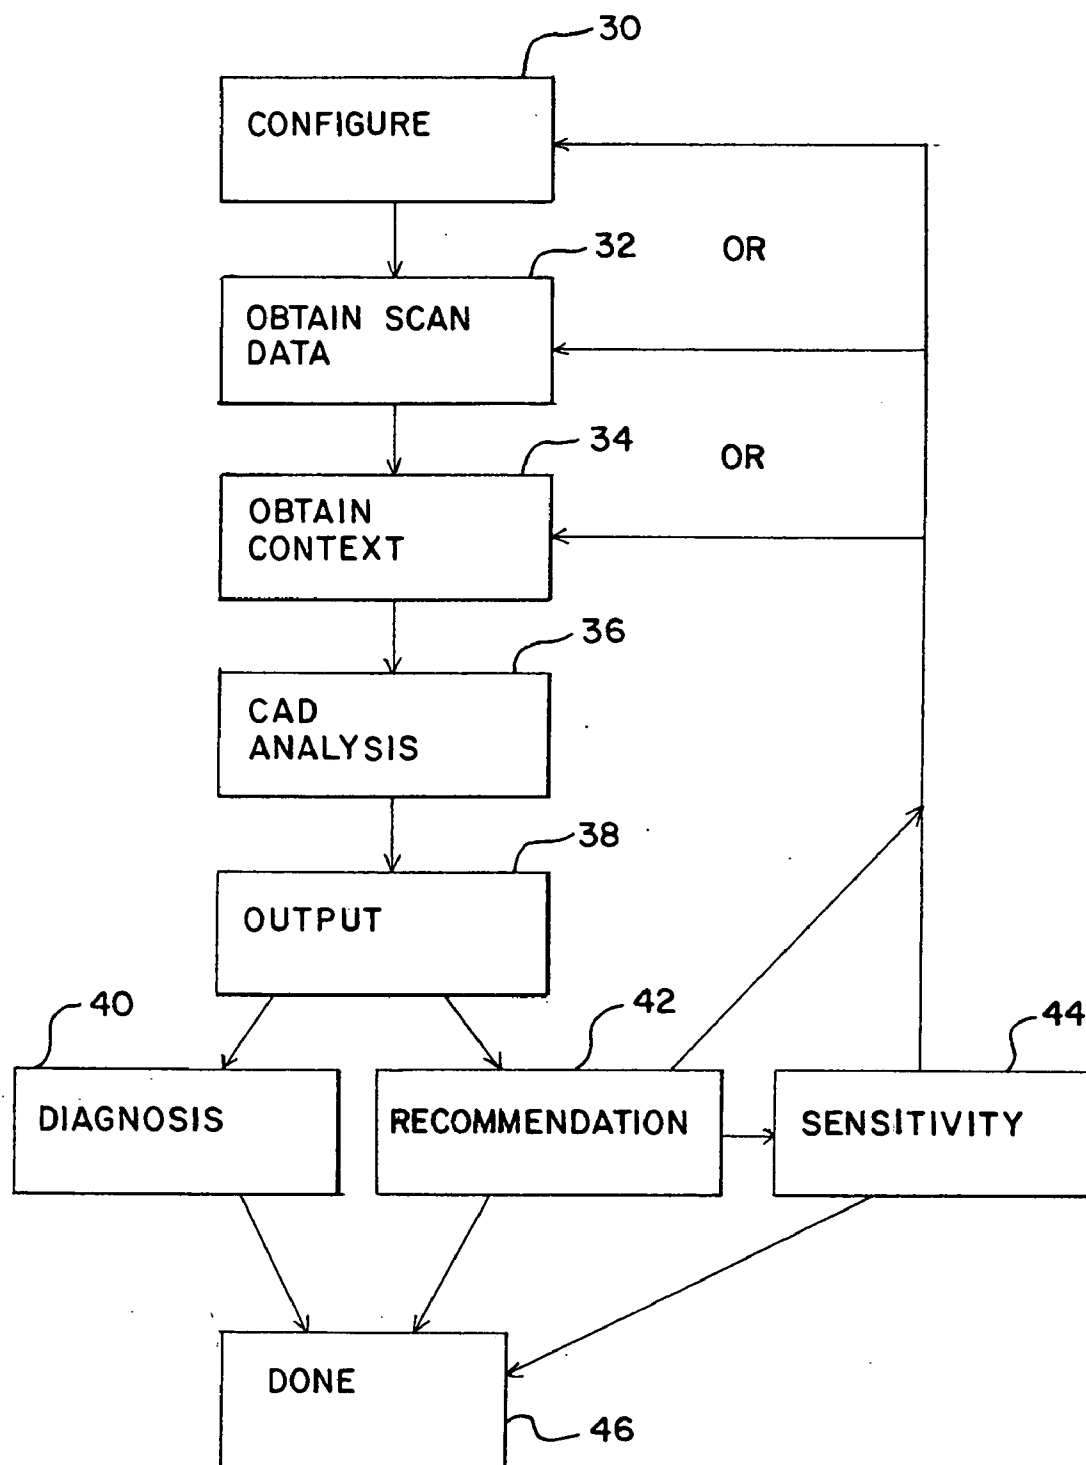 30
CONFIGURE
32
OR
OBTAIN SCAN
DATA
34
OR
OBTAIN
CONTEXT
36
CAD
ANALYSIS
38
OUTPUT
40
42
44
DIAGNOSIS
RECOMMENDATION
SENSITIVITY
DONE
46